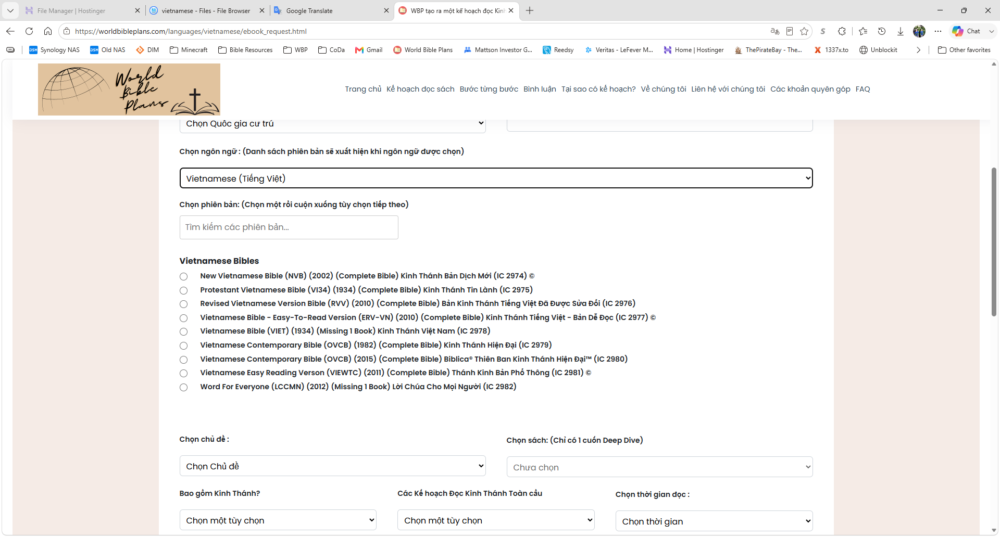 File Manager | Hostinger
vietnamese - Files - File Browser
Google Translate
WBP tạo ra một kế hoạch đọc Kinh
https://worldbibleplans.com/languages/vietnamese/ebook_request.html
Chat
Synology NAS
Old NAS
DIM
Minecraft
Bible Resources
WBP
CoDa
Gmail
World Bible Plans
Mattson Investor G...
Reedsy
Veritas - LeFever M...
Home | Hostinger
ThePirateBay - The...
1337x.to
Unblockit
Other favorites
World
Bible
Plans
Trang chủ Kế hoạch đọc sách Bước từng bước Bình luận Tại sao có kế hoạch? Về chúng tôi Liên hệ với chúng tôi Các khoản quyên góp FAQ
Chọn Quốc gia cư trú
Chọn ngôn ngữ : (Danh sách phiên bản sẽ xuất hiện khi ngôn ngữ được chọn)
Vietnamese (Tiếng Việt)
Chọn phiên bản: (Chọn một rồi cuộn xuống tùy chọn tiếp theo)
Tìm kiếm các phiên bản...
Vietnamese Bibles
New Vietnamese Bible (NVB) (2002) (Complete Bible) Kinh Thánh Bản Dịch Mới (IC 2974) ©
Protestant Vietnamese Bible (VI34) (1934) (Complete Bible) Kinh Thánh Tin Lành (IC 2975)
Revised Vietnamese Version Bible (RVV) (2010) (Complete Bible) Bản Kinh Thánh Tiếng Việt Đã Được Sửa Đổi (IC 2976)
Vietnamese Bible - Easy-To-Read Version (ERV-VN) (2010) (Complete Bible) Kinh Thánh Tiếng Việt - Bản Dễ Đọc (IC 2977) ©
Vietnamese Bible (VIET) (1934) (Missing 1 Book) Kinh Thánh Việt Nam (IC 2978)
Vietnamese Contemporary Bible (OVCB) (1982) (Complete Bible) Kinh Thánh Hiện Đại (IC 2979)
Vietnamese Contemporary Bible (OVCB) (2015) (Complete Bible) Biblica® Thiên Ban Kinh Thánh Hiện Đại™ (IC 2980)
Vietnamese Easy Reading Verson (VIEWTC) (2011) (Complete Bible) Thánh Kinh Bản Phổ Thông (IC 2981) ©
Word For Everyone (LCCMN) (2012) (Missing 1 Book) Lời Chúa Cho Mọi Người (IC 2982)
Chọn chủ đề :
Chọn sách: (Chỉ có 1 cuốn Deep Dive)
Chọn Chủ đề
Chưa chọn
Bao gồm Kinh Thánh?
Các Kế hoạch Đọc Kinh Thánh Toàn cầu
Chọn thời gian đọc :
Chọn một tùy chọn
Chọn một tùy chọn
Chọn thời gian